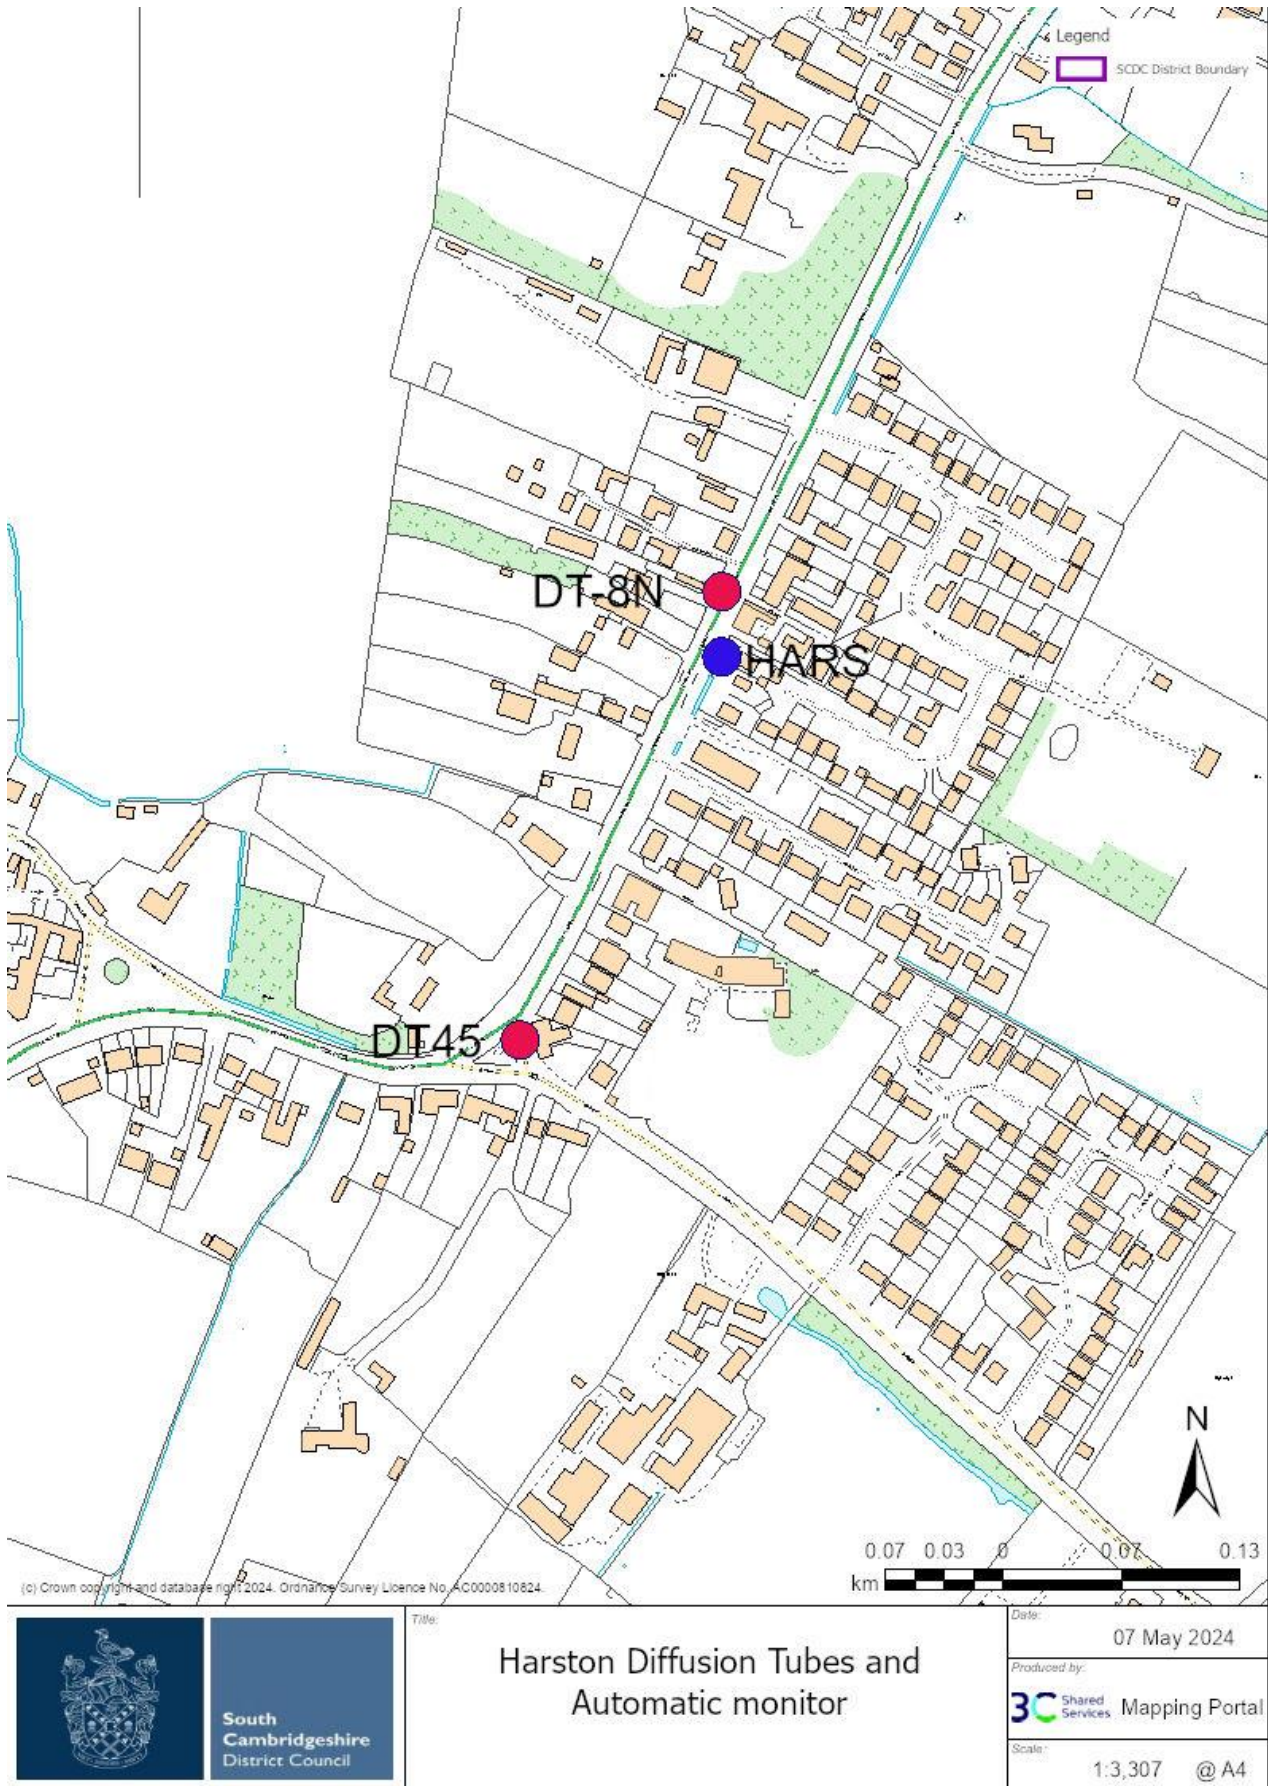 Legend
SCDC District Boundary
DT-8N
HARS
DT45
N
0.07 0.03 0 0.07 0.13
km
(c) Crown copyright and database right 2024. Ordnance Survey Licence No. AC0000810824.
South
Cambridgeshire
District Council
Title:
Harston Diffusion Tubes and
Automatic monitor
Date:
07 May 2024
Produced by:
3C Shared Services Mapping Portal
Scale:
1:3,307 @ A4